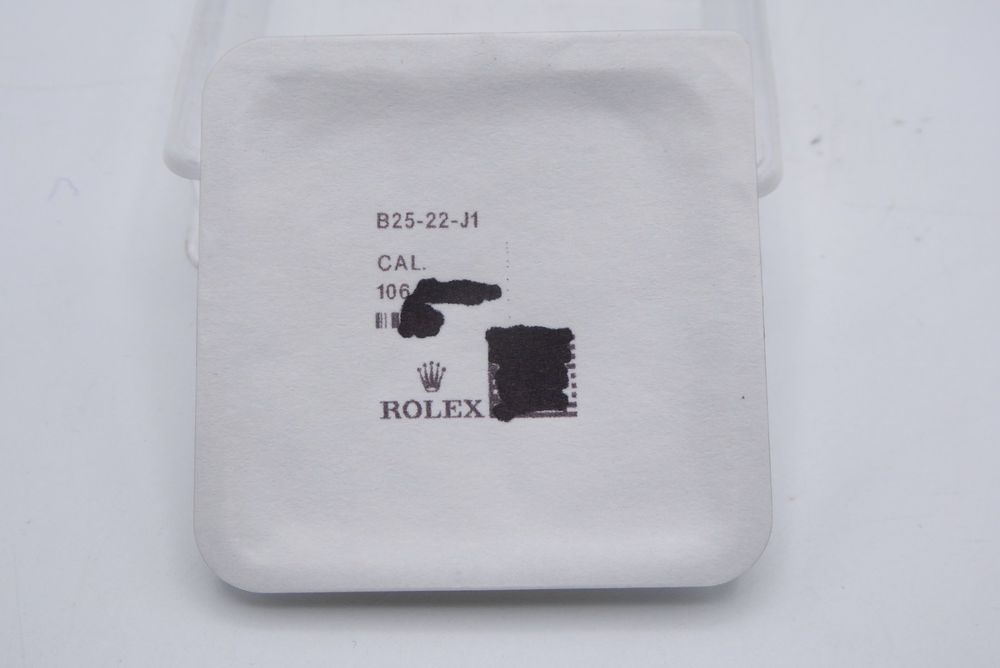 B25-22-J1
CAL.
106
ROLEX